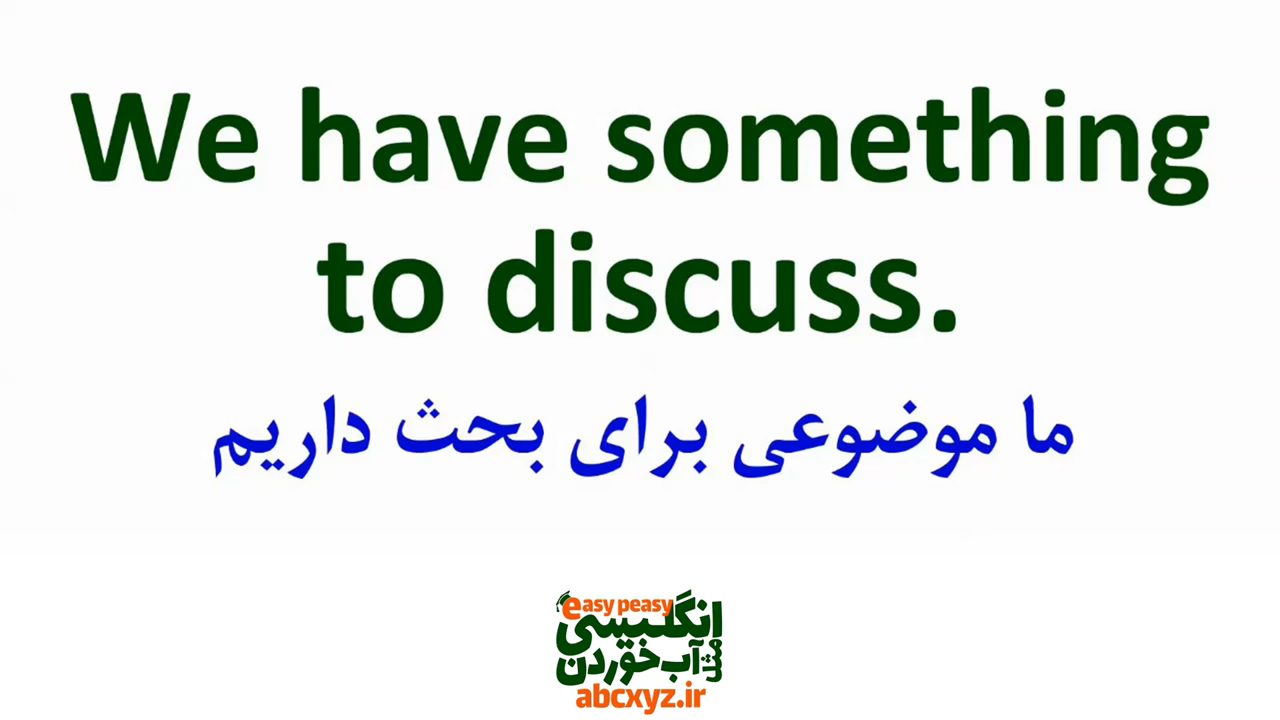 We have something
to discuss.
ما موضوعی برای بحث داریم
easy peasy
انگلیسی
مثل آب خوردن
abcxyz.ir